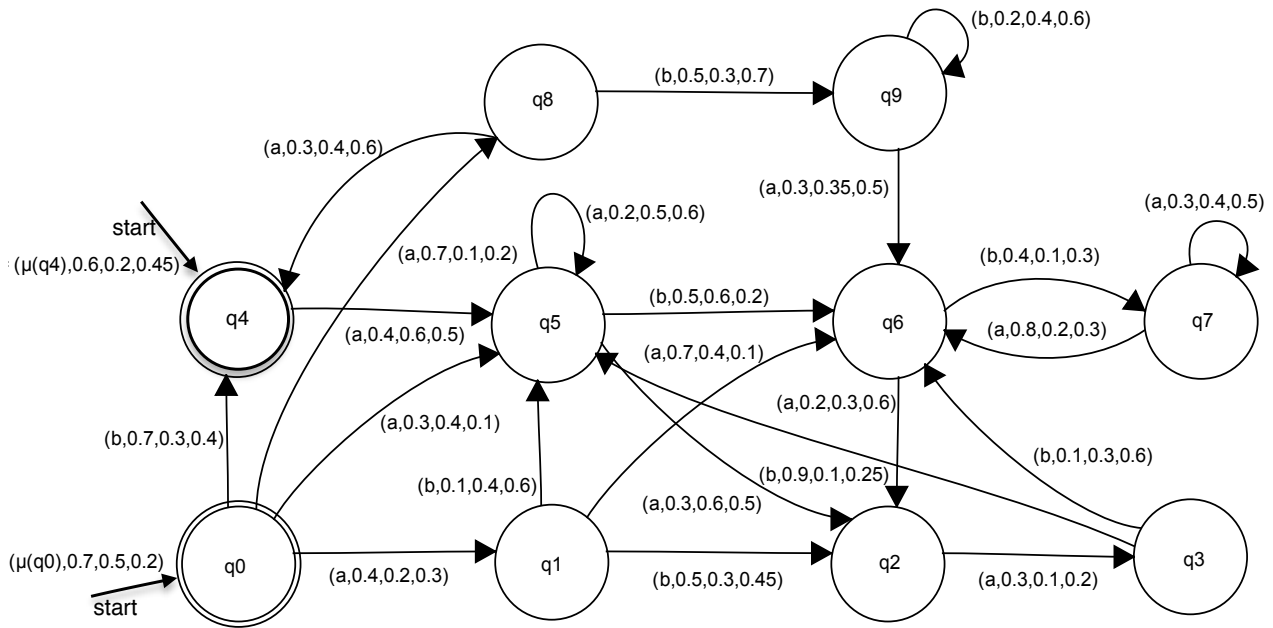 (b,0.2,0.4,0.6)
(b,0.5,0.3,0.7)
q8
q9
(a,0.3,0.4,0.6)
(a,0.3,0.35,0.5)
(a,0.3,0.4,0.5)
(a,0.2,0.5,0.6)
start
(a,0.7,0.1,0.2)
(μ(q4),0.6,0.2,0.45)
(b,0.4,0.1,0.3)
(b,0.5,0.6,0.2)
q4
q5
q6
q7
(a,0.4,0.6,0.5)
(a,0.8,0.2,0.3)
(a,0.7,0.4,0.1)
(a,0.2,0.3,0.6)
(a,0.3,0.4,0.1)
(b,0.7,0.3,0.4)
(b,0.1,0.3,0.6)
(b,0.9,0.1,0.25)
(b,0.1,0.4,0.6)
(a,0.3,0.6,0.5)
(μ(q0),0.7,0.5,0.2)
q0
q1
q2
q3
(a,0.4,0.2,0.3)
(b,0.5,0.3,0.45)
(a,0.3,0.1,0.2)
start